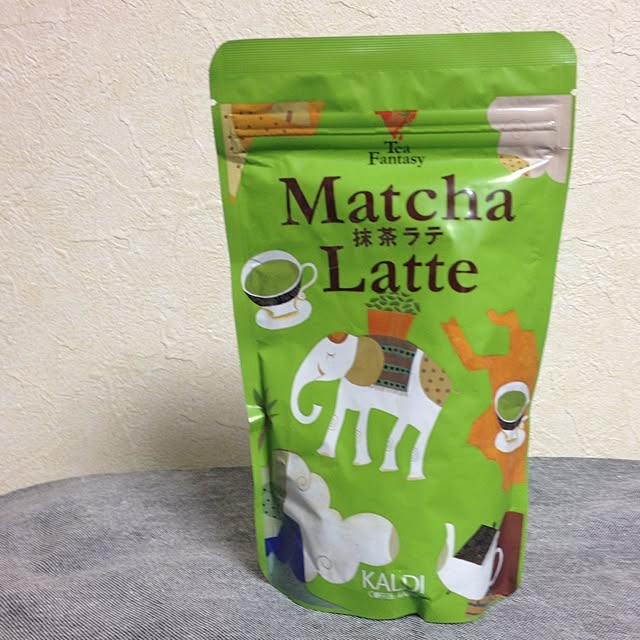 Tea
Fantasy
Matcha
抹茶ラテ
Latte
KALDI